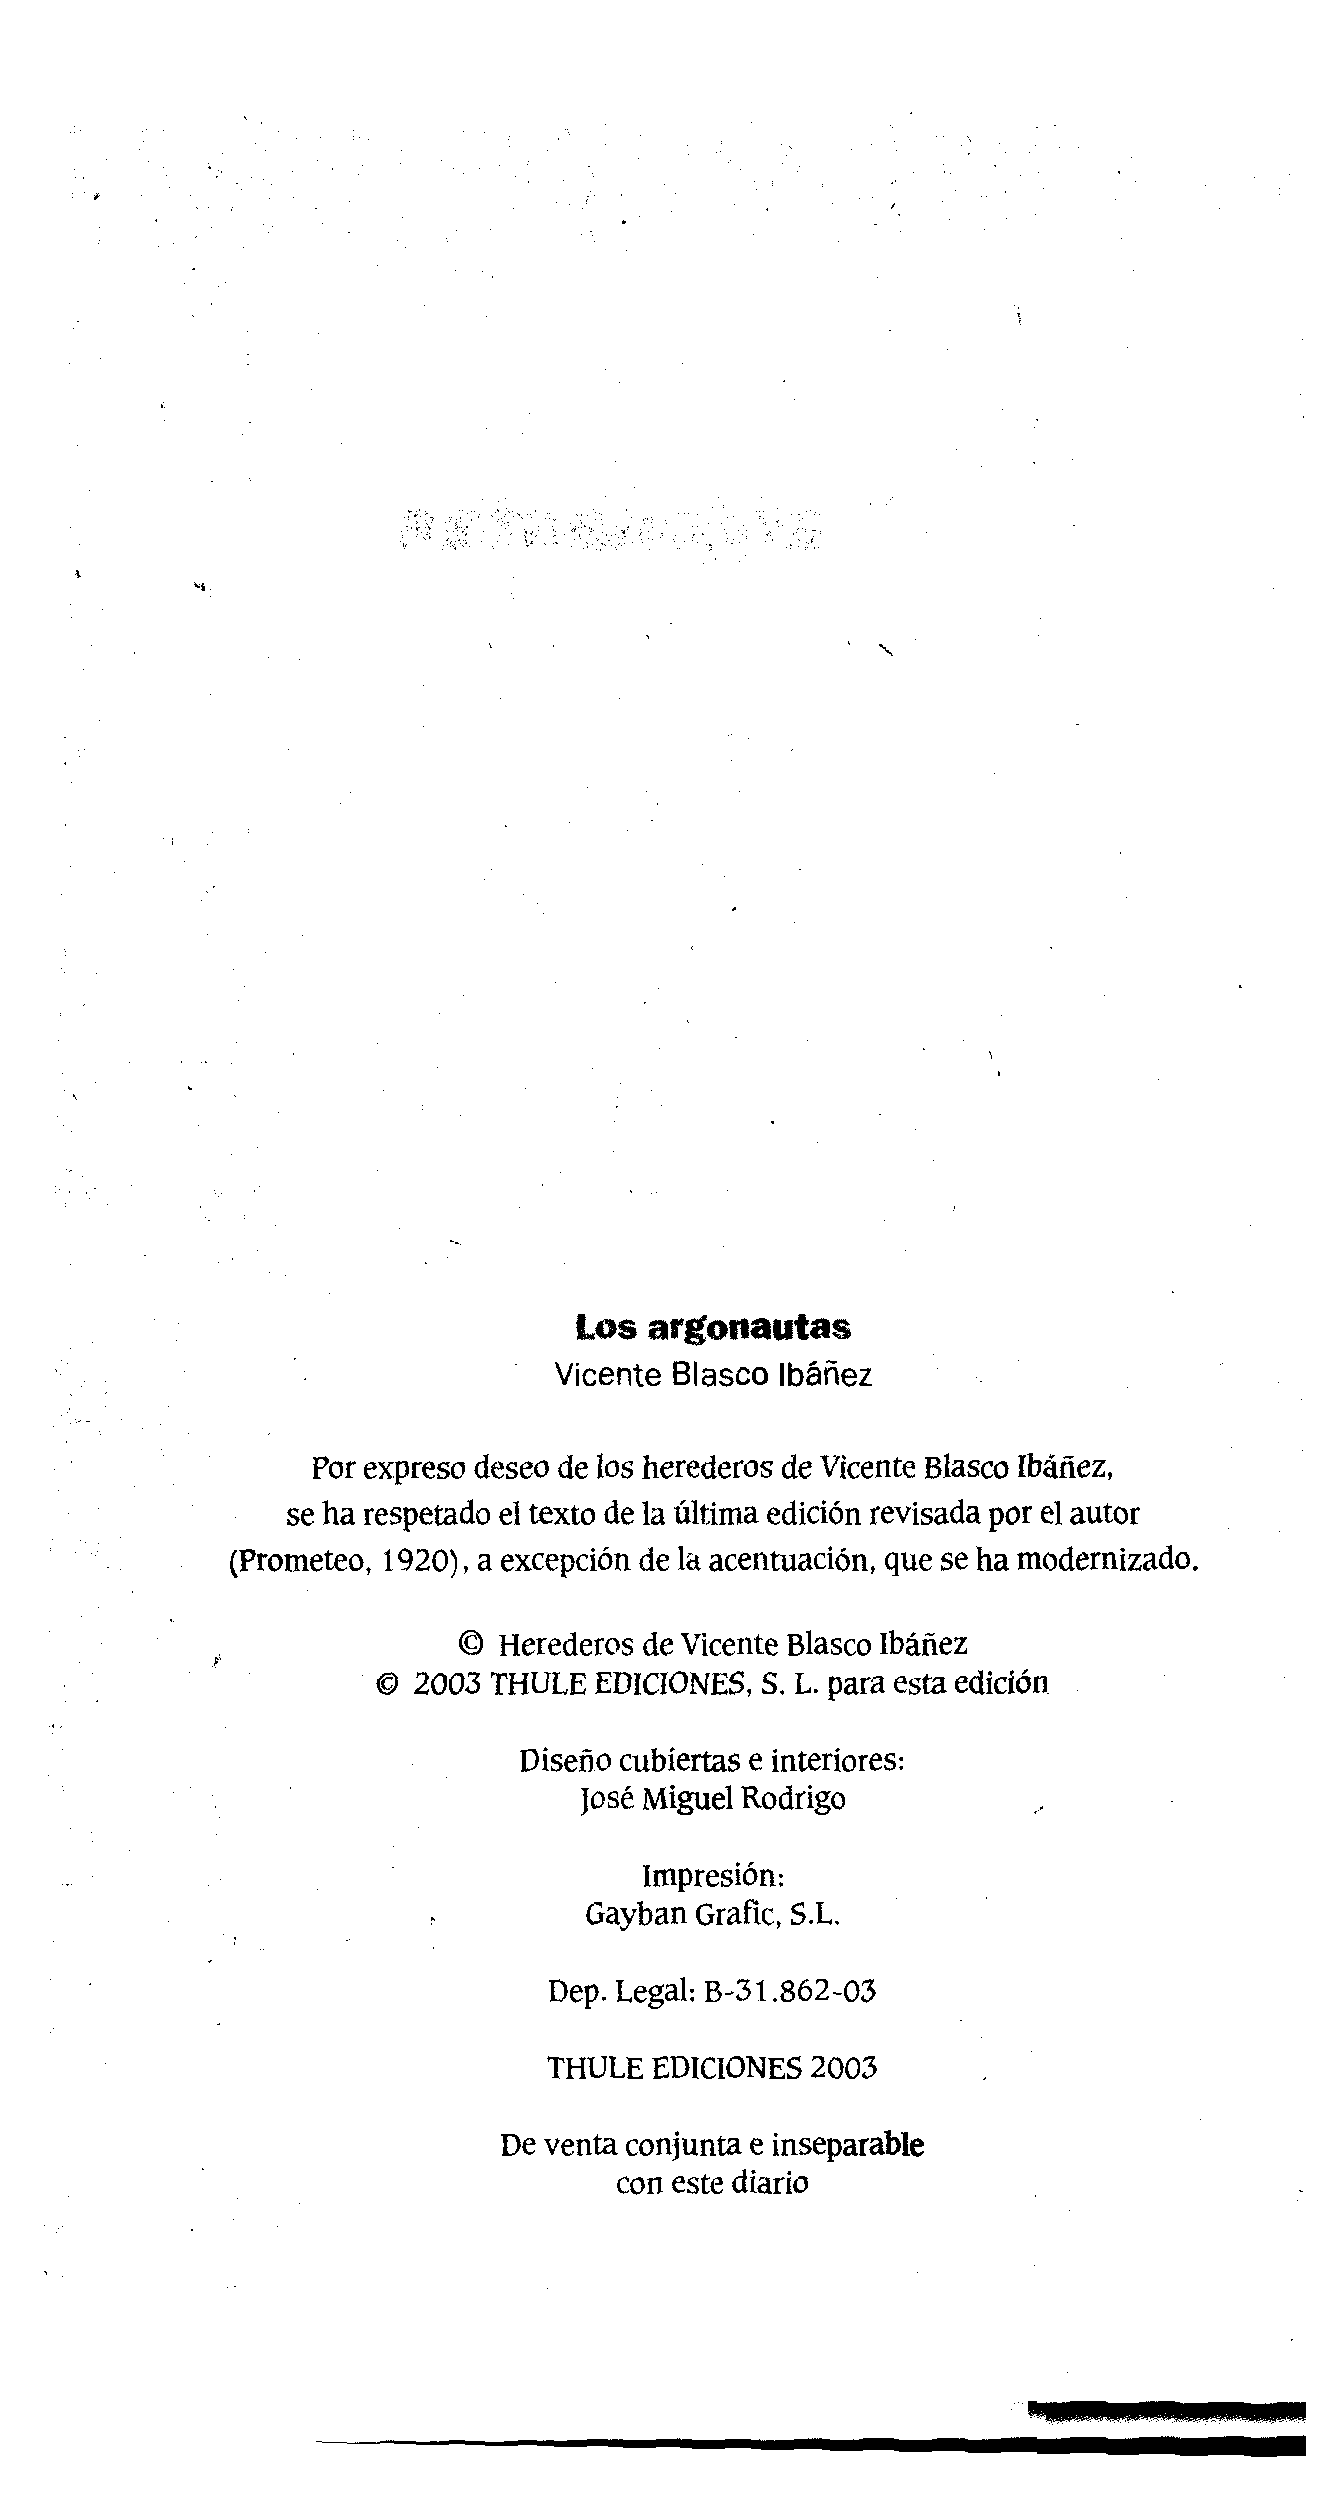 Los argonautas
Vicente Blasco Ibáñez
Por expreso deseo de los herederos de Vicente Blasco Ibáñez,
se ha respetado el texto de la última edición revisada por el autor
(Prometeo, 1920), a excepción de la acentuación, que se ha modernizado.
© Herederos de Vicente Blasco Ibáñez
© 2003 THULE EDICIONES, S. L. para esta edición
Diseño cubiertas e interiores:
José Miguel Rodrigo
Impresión:
Gayban Grafic, S.L.
Dep. Legal: B-31.862-03
THULE EDICIONES 2003
De venta conjunta e inseparable
con este diario